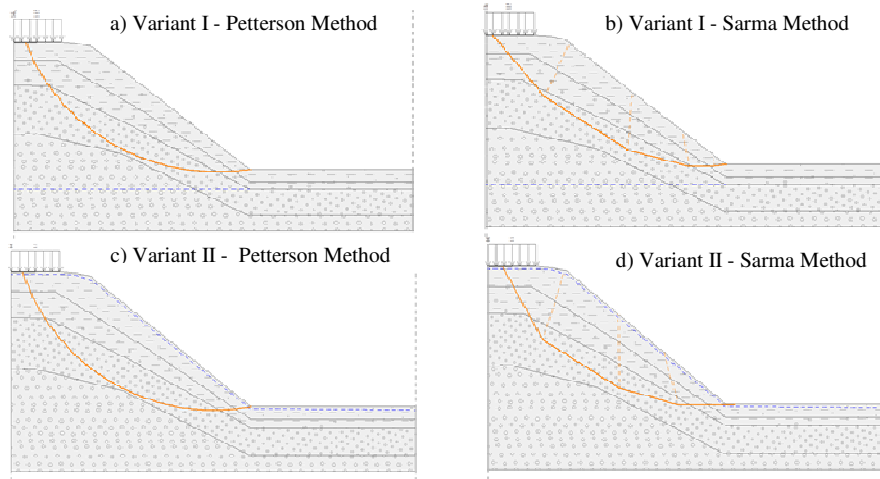 a) Variant I - Petterson Method
b) Variant I - Sarma Method
c) Variant II - Petterson Method
d) Variant II - Sarma Method